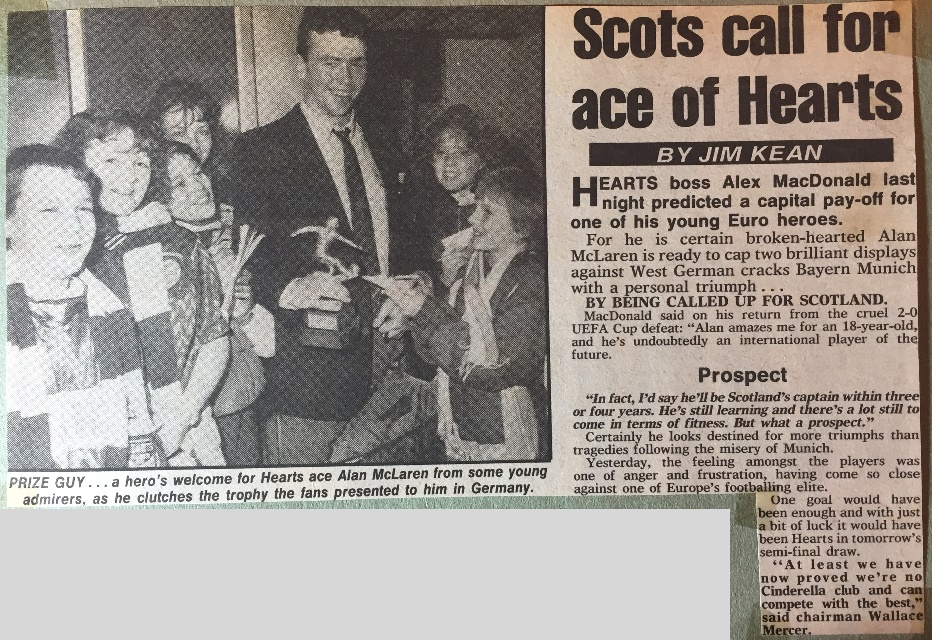 Scots call for
ace of Hearts
BY JIM KEAN
HEARTS boss Alex MacDonald last
night predicted a capital pay-off for
one of his young Euro heroes.
For he is certain broken-hearted Alan
McLaren is ready to cap two brilliant displays
against West German cracks Bayern Munich
with a personal triumph . . .
BY BEING CALLED UP FOR SCOTLAND.
MacDonald said on his return from the cruel 2-0
UEFA Cup defeat: “Alan amazes me for an 18-year-old,
and he's undoubtedly an international player of the
future.
Prospect
“In fact, I'd say he'll be Scotland's captain within three
or four years. He's still learning and there's a lot still to
come in terms of fitness. But what a prospect.”
Certainly he looks destined for more triumphs than
tragedies following the misery of Munich.
Yesterday, the feeling amongst the players was
one of anger and frustration, having come so close
against one of Europe's footballing elite.
One goal would have
been enough and with just
a bit of luck it would have
been Hearts in tomorrow's
semi-final draw.
“At least we have
now proved we're no
Cinderella club and can
compete with the best,”
said chairman Wallace
Mercer.
PRIZE GUY . . . a hero's welcome for Hearts ace Alan McLaren from some young
admirers, as he clutches the trophy the fans presented to him in Germany.